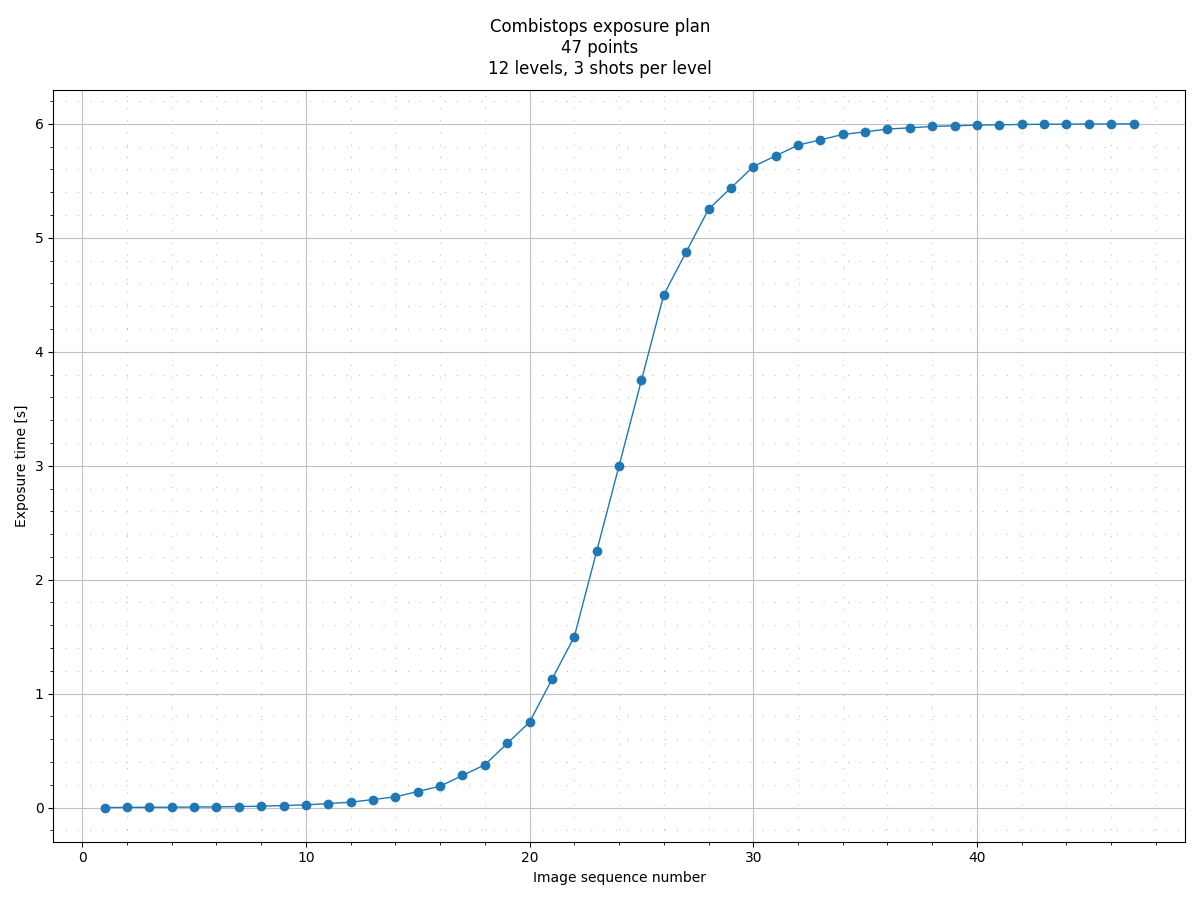 Combistops exposure plan
47 points
12 levels, 3 shots per level
6
5
4
3
2
1
0
Exposure time [s]
0 10 20 30 40
Image sequence number